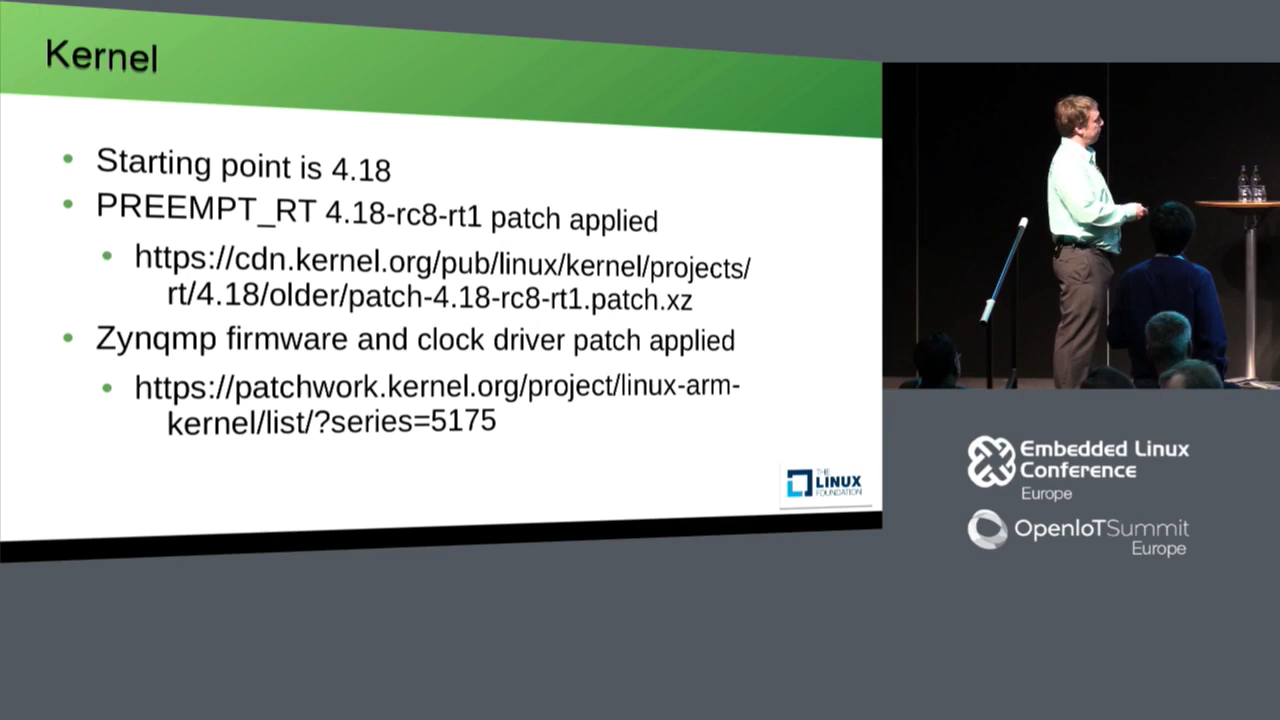 Kernel
Starting point is 4.18
PREEMPT_RT 4.18-rc8-rt1 patch applied
https://cdn.kernel.org/pub/linux/kernel/projects/
rt/4.18/older/patch-4.18-rc8-rt1.patch.xz
Zynqmp firmware and clock driver patch applied
https://patchwork.kernel.org/project/linux-arm-
kernel/list/?series=5175
THE
LINUX
FOUNDATION
Embedded Linux
Conference
Europe
OpenIoTSummit
Europe